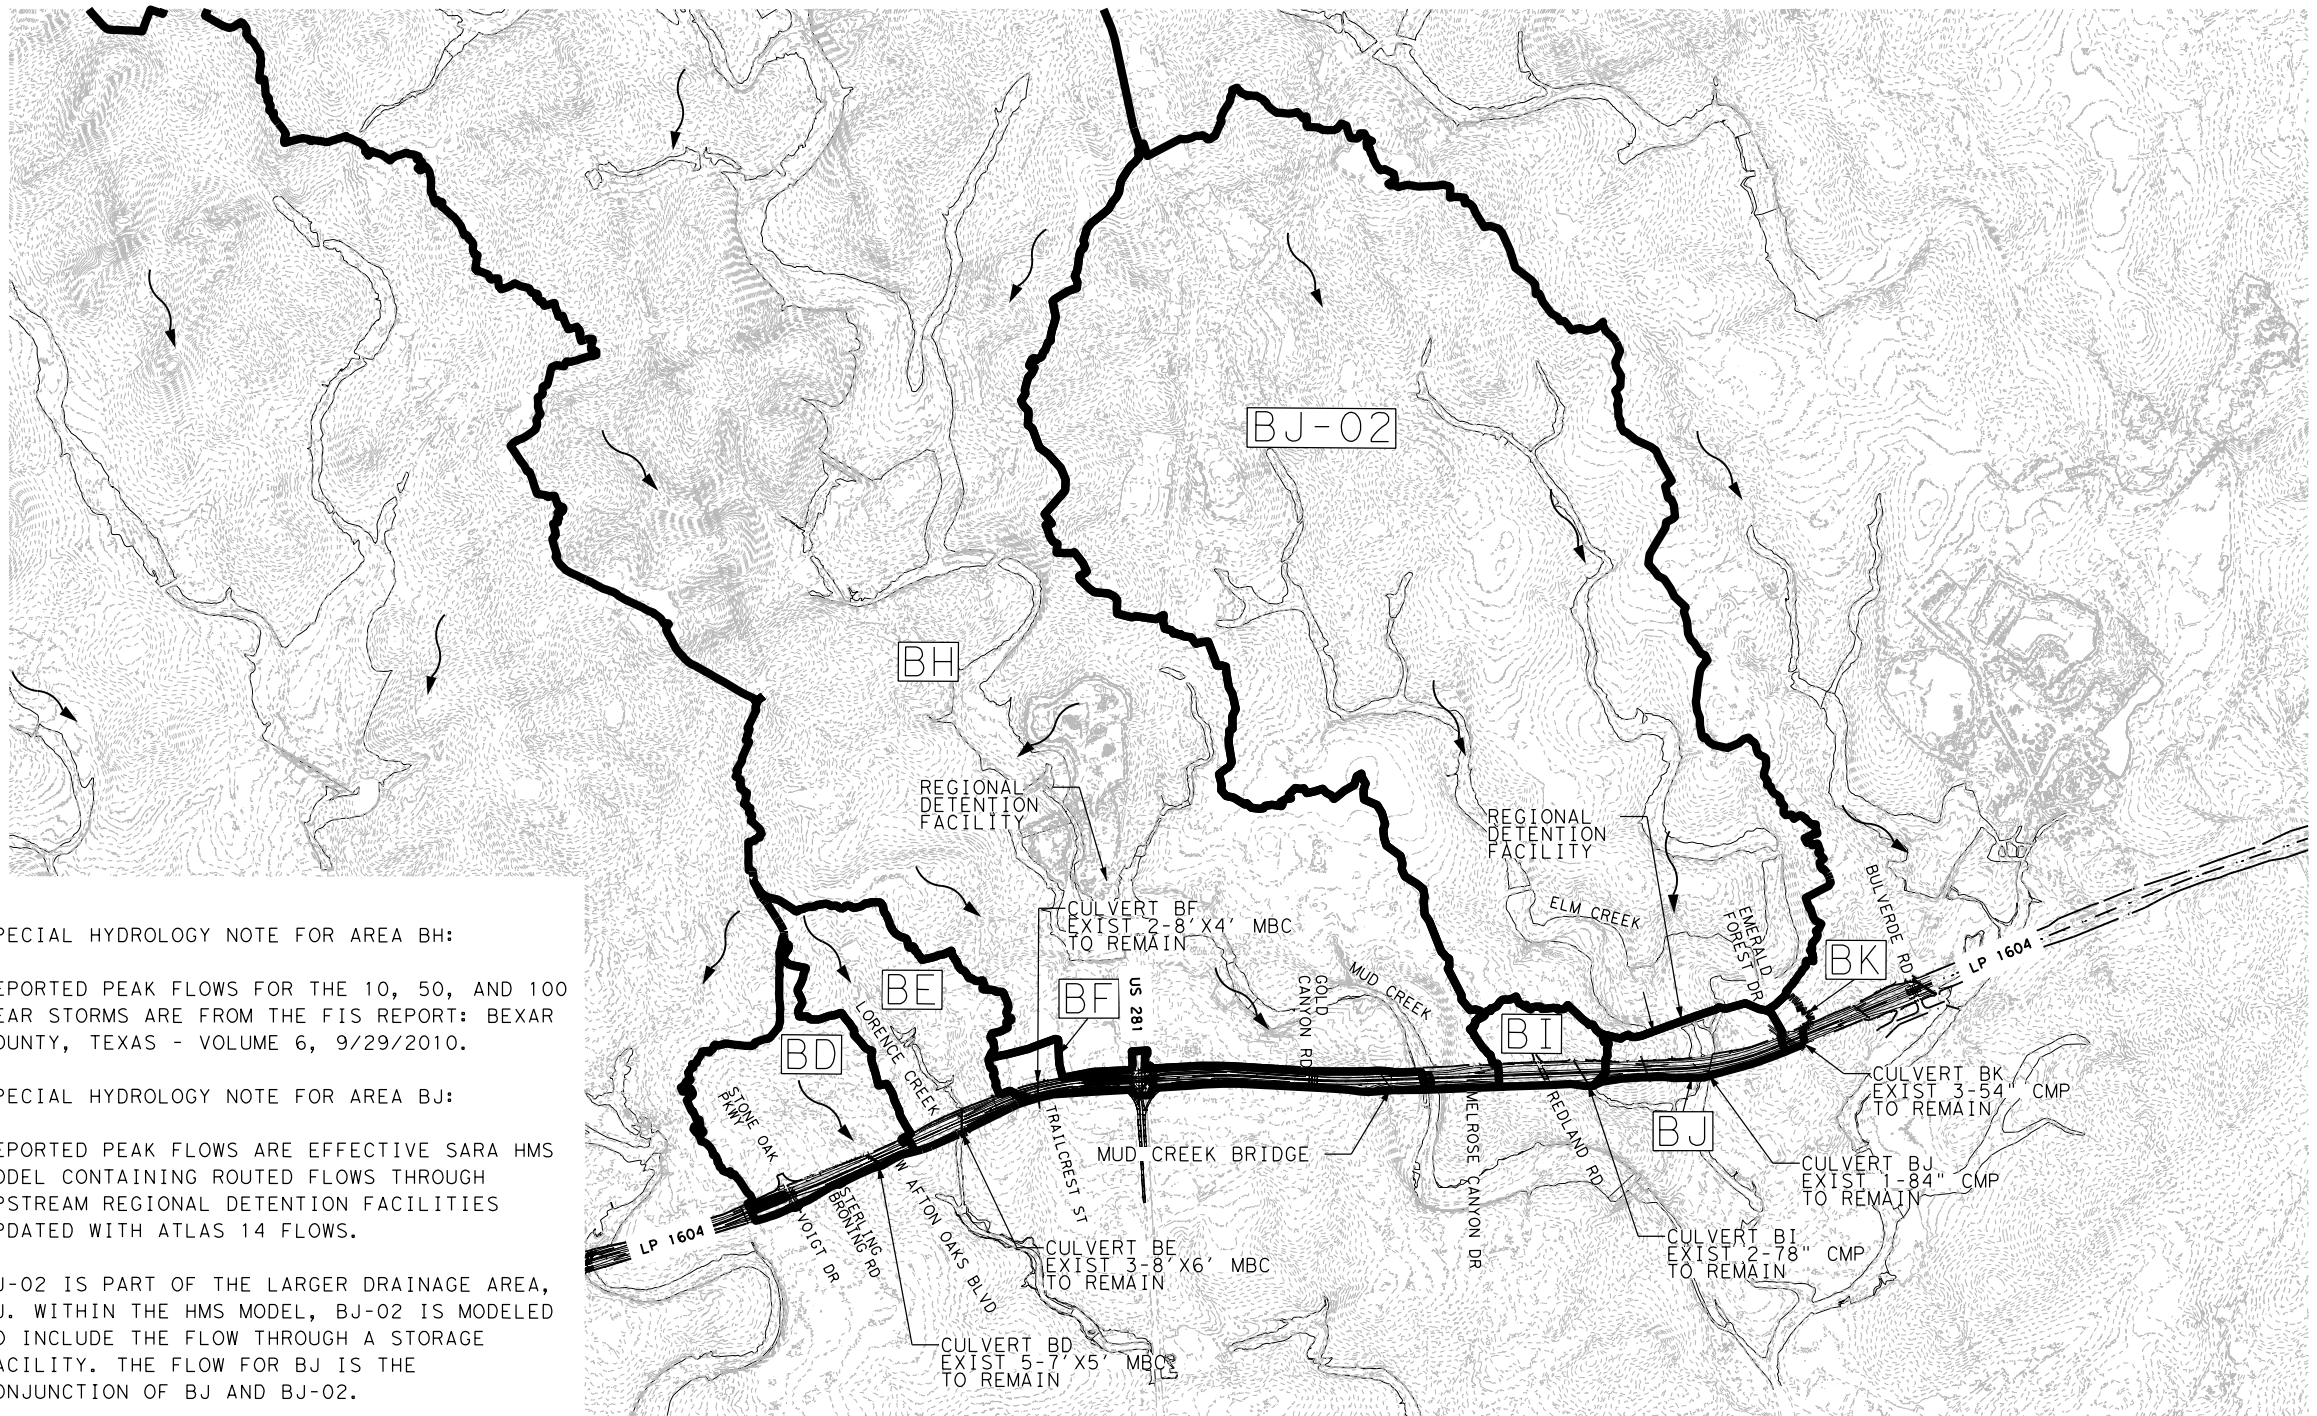 BJ-02
BH
REGIONAL
DETENTION
FACILITY
REGIONAL
DETENTION
FACILITY
BULVERDE RD
ELM CREEK
EMERALD
FOREST DR
CULVERT BF
EXIST 2-8'X4' MBC
TO REMAIN
LP 1604
BK
MUD CREEK
GOLD
CANYON RD
US 281
BE
BF
LORENCE CREEK
BD
BI
STONE OAK
PKWY
CULVERT BK
EXIST 3-54" CMP
TO REMAIN
MELROSE CANYON DR
REDLAND RD
TRAILCREST ST
BJ
MUD CREEK BRIDGE
CULVERT BJ
EXIST 1-84" CMP
TO REMAIN
W AFTON OAKS BLVD
STERLING
BRONING RD
VOIGT DR
LP 1604
CULVERT BI
EXIST 2-78" CMP
TO REMAIN
CULVERT BE
EXIST 3-8'X6' MBC
TO REMAIN
CULVERT BD
EXIST 5-7'X5' MBC
TO REMAIN
PECIAL HYDROLOGY NOTE FOR AREA BH:
EPORTED PEAK FLOWS FOR THE 10, 50, AND 100
EAR STORMS ARE FROM THE FIS REPORT: BEXAR
OUNTY, TEXAS - VOLUME 6, 9/29/2010.
PECIAL HYDROLOGY NOTE FOR AREA BJ:
EPORTED PEAK FLOWS ARE EFFECTIVE SARA HMS
ODEL CONTAINING ROUTED FLOWS THROUGH
PSTREAM REGIONAL DETENTION FACILITIES
PDATED WITH ATLAS 14 FLOWS.
J-02 IS PART OF THE LARGER DRAINAGE AREA,
J. WITHIN THE HMS MODEL, BJ-02 IS MODELED
O INCLUDE THE FLOW THROUGH A STORAGE
ACILITY. THE FLOW FOR BJ IS THE
ONJUNCTION OF BJ AND BJ-02.